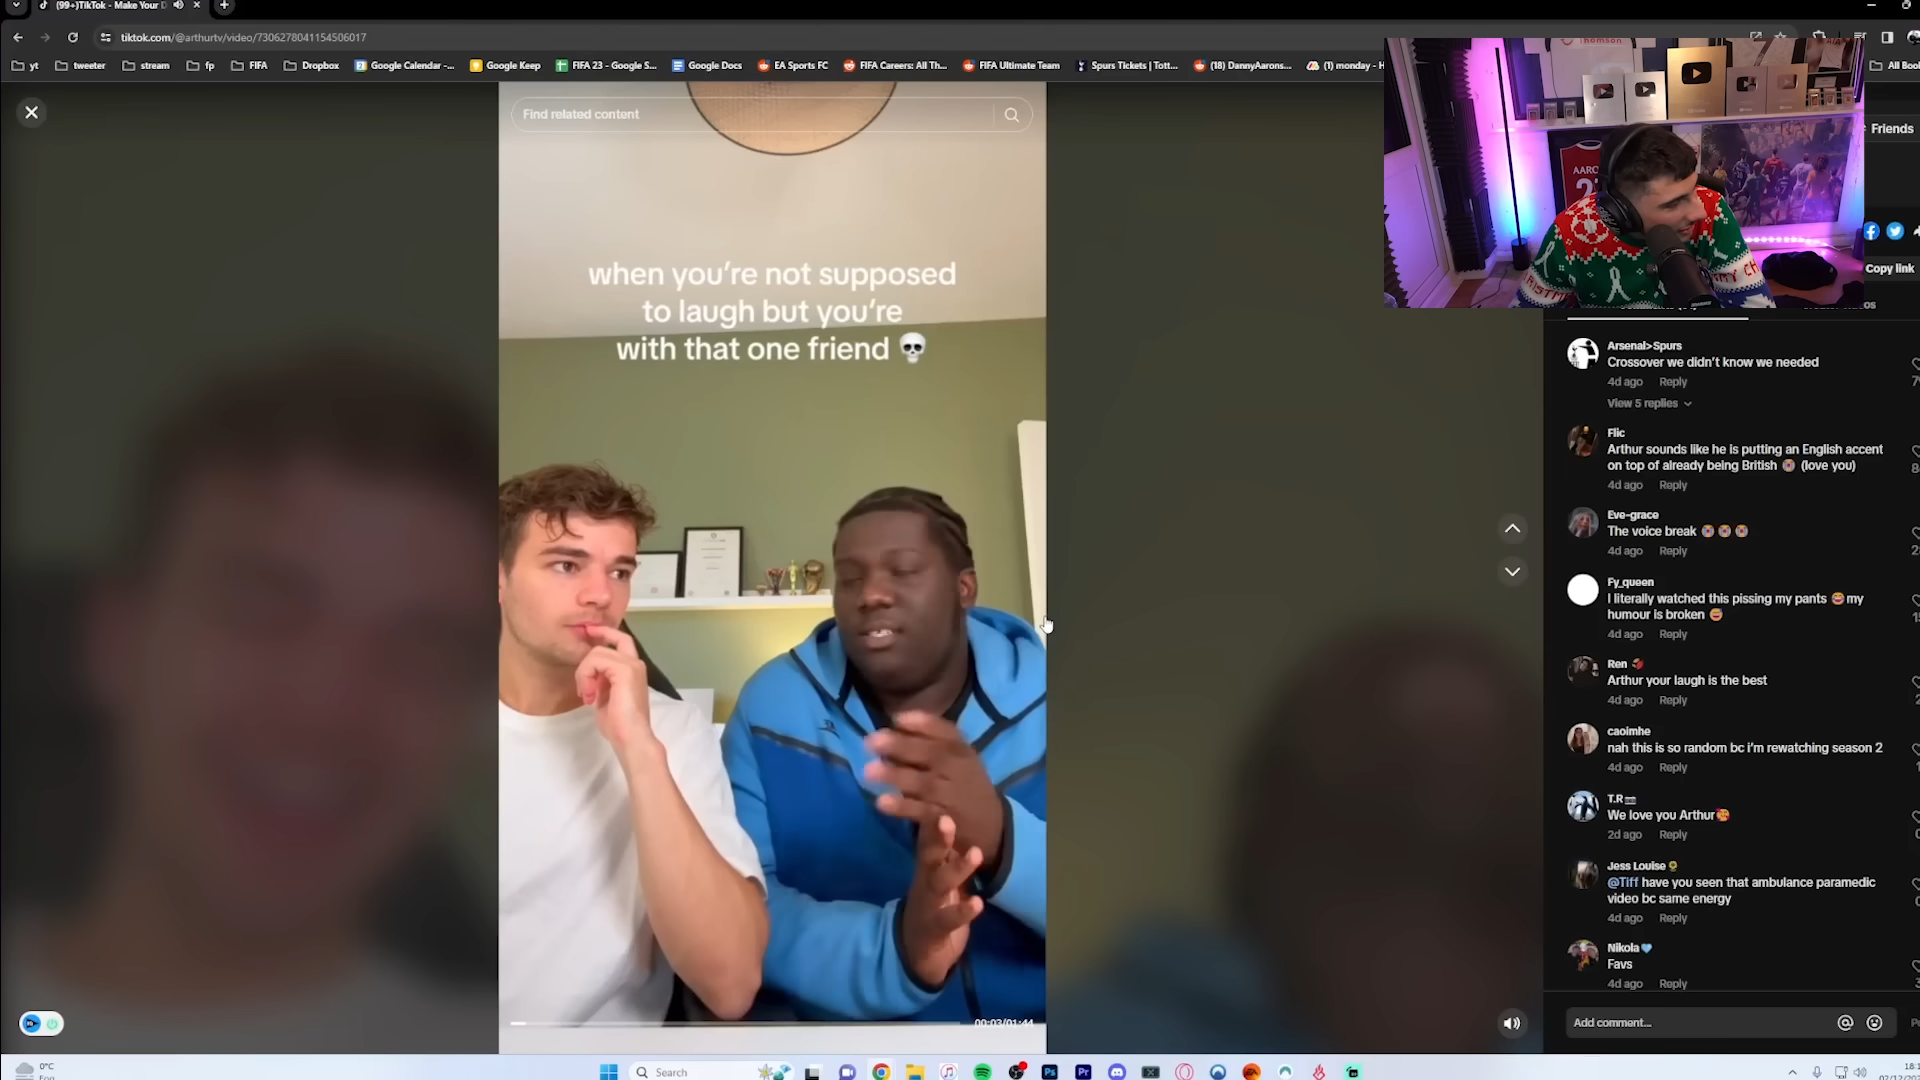 (99+)TikTok - Make Your D
tiktok.com/@arthurtv/video/7306278041154506017
yt
tweeter
stream
fp
FIFA
Dropbox
Google Calendar -...
Google Keep
FIFA 23 - Google S...
Google Docs
EA Sports FC
FIFA Careers: All Th...
FIFA Ultimate Team
Spurs Tickets | Tott...
(18) DannyAarons...
(1) monday - H
All Boo
Find related content
when you're not supposed
to laugh but you're
with that one friend 💀
00:03/01:44
AARO
Friends
Copy link
Arsenal>Spurs
Crossover we didn't know we needed
4d ago Reply
View 5 replies
Flic
Arthur sounds like he is putting an English accent
on top of already being British 😭 (love you)
4d ago Reply
Eve-grace
The voice break 😭😭😭
4d ago Reply
Fy_queen
I literally watched this pissing my pants 😂my
humour is broken 😅
4d ago Reply
Ren
Arthur your laugh is the best
4d ago Reply
caoimhe
nah this is so random bc i'm rewatching season 2
4d ago Reply
T.R
We love you Arthur🥰
2d ago Reply
Jess Louise🌻
@Tiff have you seen that ambulance paramedic
video bc same energy
4d ago Reply
Nikola💙
Favs
4d ago Reply
Add comment...
0°C
Search